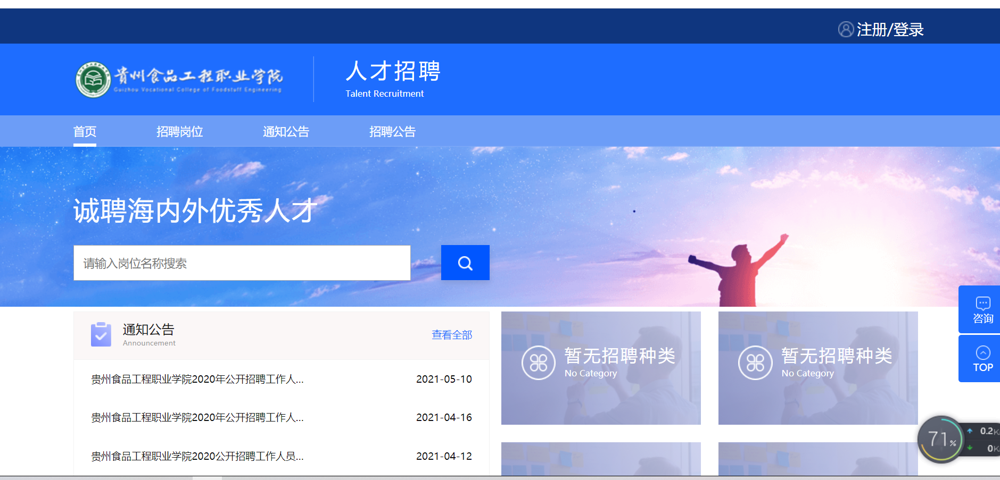 注册/登录
贵州食品工程职业学院
Guizhou Vocational College of Foodstuff Engineering
人才招聘
Talent Recruitment
首页
招聘岗位
通知公告
招聘公告
诚聘海内外优秀人才
请输入岗位名称搜索
咨询
TOP
通知公告
Announcement
查看全部
贵州食品工程职业学院2020年公开招聘工作人...
2021-05-10
贵州食品工程职业学院2020年公开招聘工作人...
2021-04-16
贵州食品工程职业学院2020公开招聘工作人员...
2021-04-12
暂无招聘种类
No Category
暂无招聘种类
No Category
71%
0.2K
0K